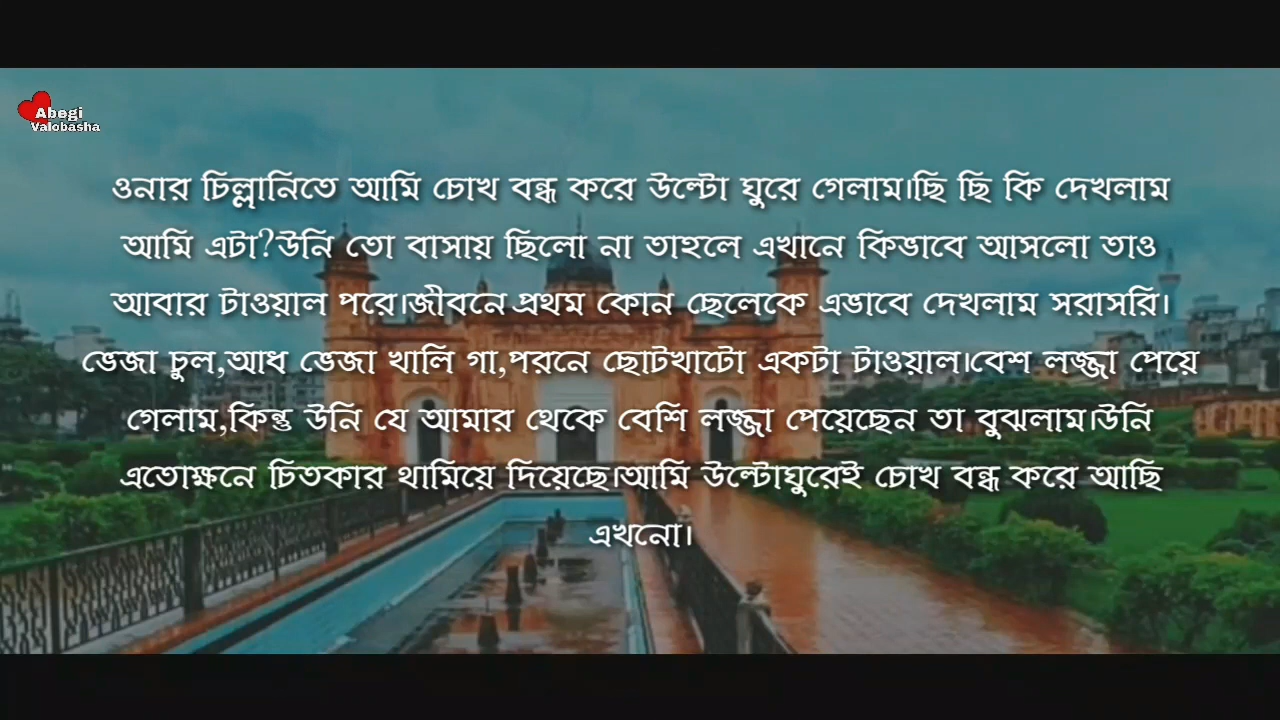 Abegi
Valobasha
ওনার চিল্লানিতে আমি চোখ বন্ধ করে উল্টো ঘুরে গেলাম।ছি ছি কি দেখলাম
আমি এটা?উনি তো বাসায় ছিলো না তাহলে এখানে কিভাবে আসলো তাও
আবার টাওয়াল পরে।জীবনে প্রথম কোন ছেলেকে এভাবে দেখলাম সরাসরি।
ভেজা চুল,আধ ভেজা খালি গা,পরনে ছোটখাটো একটা টাওয়াল।বেশ লজ্জা পেয়ে
গেলাম,কিন্তু উনি যে আমার থেকে বেশি লজ্জা পেয়েছেন তা বুঝলাম।উনি
এতোক্ষনে চিতকার থামিয়ে দিয়েছে।আমি উল্টোঘুরেই চোখ বন্ধ করে আছি
এখনো।